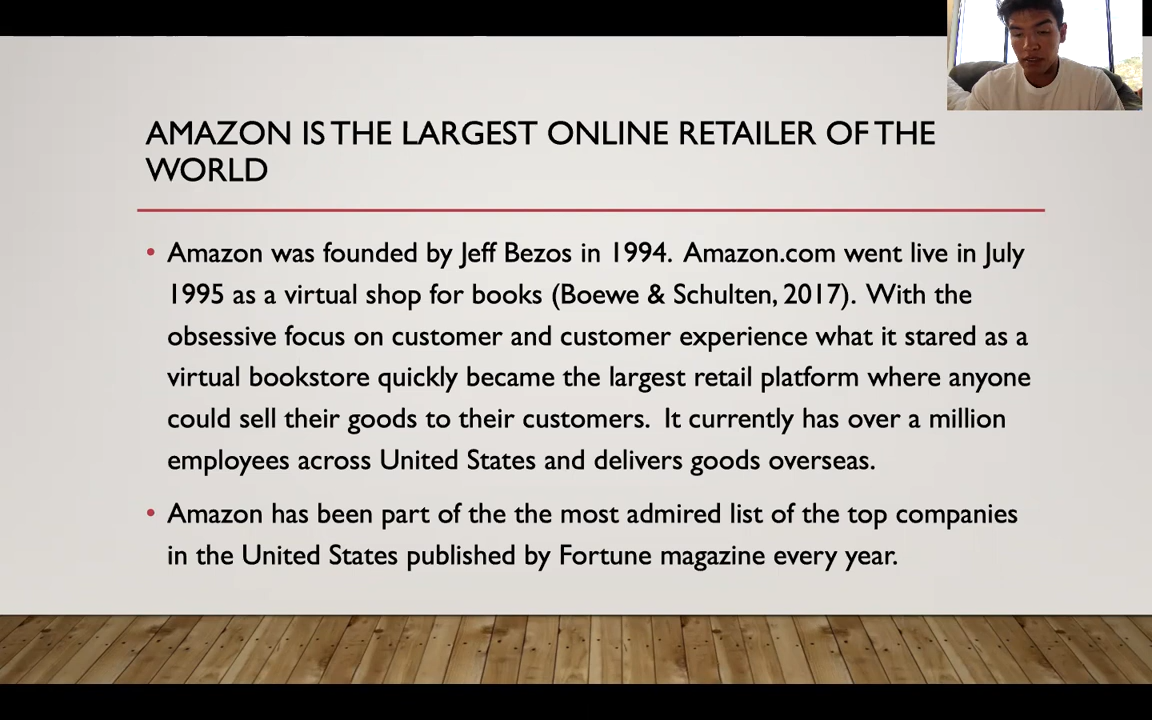 AMAZON IS THE LARGEST ONLINE RETAILER OF THE
WORLD
• Amazon was founded by Jeff Bezos in 1994. Amazon.com went live in July
1995 as a virtual shop for books (Boewe & Schulten, 2017). With the
obsessive focus on customer and customer experience what it stared as a
virtual bookstore quickly became the largest retail platform where anyone
could sell their goods to their customers. It currently has over a million
employees across United States and delivers goods overseas.
• Amazon has been part of the the most admired list of the top companies
in the United States published by Fortune magazine every year.